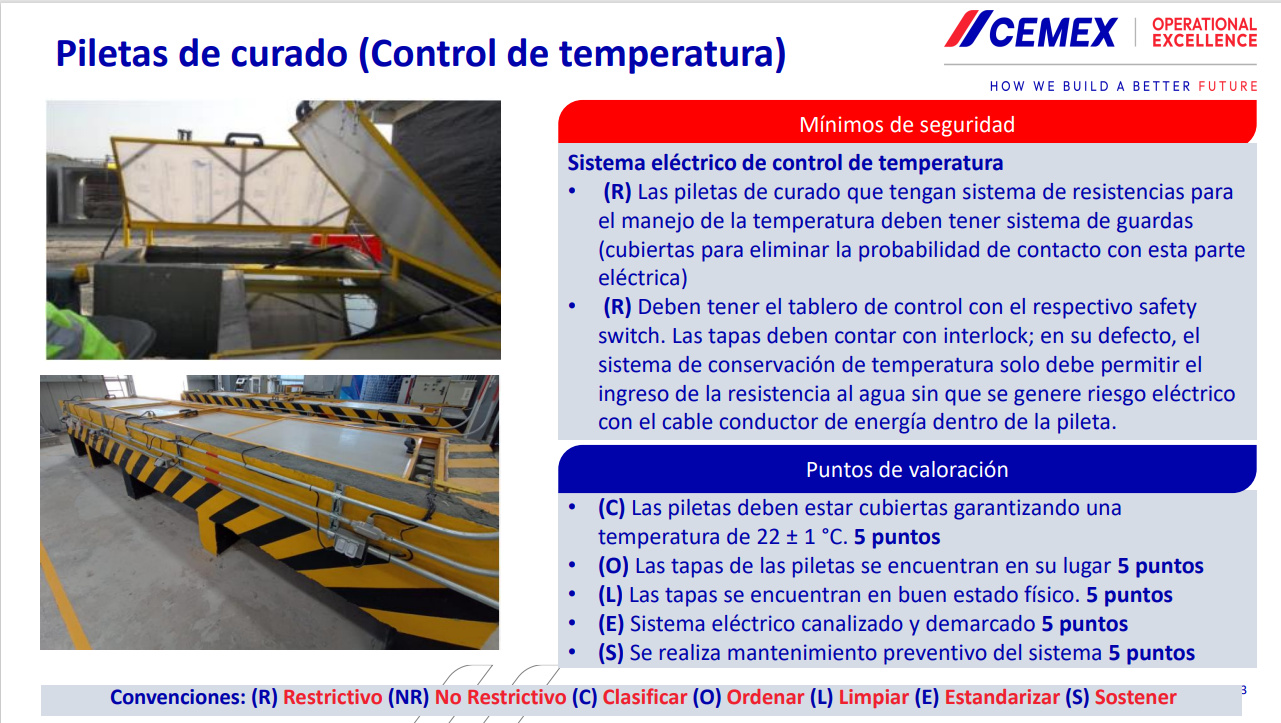 Piletas de curado (Control de temperatura)
CEMEX
OPERATIONAL
EXCELLENCE
HOW WE BUILD A BETTER FUTURE
Mínimos de seguridad
Sistema eléctrico de control de temperatura
• (R) Las piletas de curado que tengan sistema de resistencias para
el manejo de la temperatura deben tener sistema de guardas
(cubiertas para eliminar la probabilidad de contacto con esta parte
eléctrica)
• (R) Deben tener el tablero de control con el respectivo safety
switch. Las tapas deben contar con interlock; en su defecto, el
sistema de conservación de temperatura solo debe permitir el
ingreso de la resistencia al agua sin que se genere riesgo eléctrico
con el cable conductor de energía dentro de la pileta.
Puntos de valoración
• (C) Las piletas deben estar cubiertas garantizando una
temperatura de 22 ± 1 °C. 5 puntos
• (O) Las tapas de las piletas se encuentran en su lugar 5 puntos
• (L) Las tapas se encuentran en buen estado físico. 5 puntos
• (E) Sistema eléctrico canalizado y demarcado 5 puntos
• (S) Se realiza mantenimiento preventivo del sistema 5 puntos
Convenciones: (R) Restrictivo (NR) No Restrictivo (C) Clasificar (O) Ordenar (L) Limpiar (E) Estandarizar (S) Sostener
3